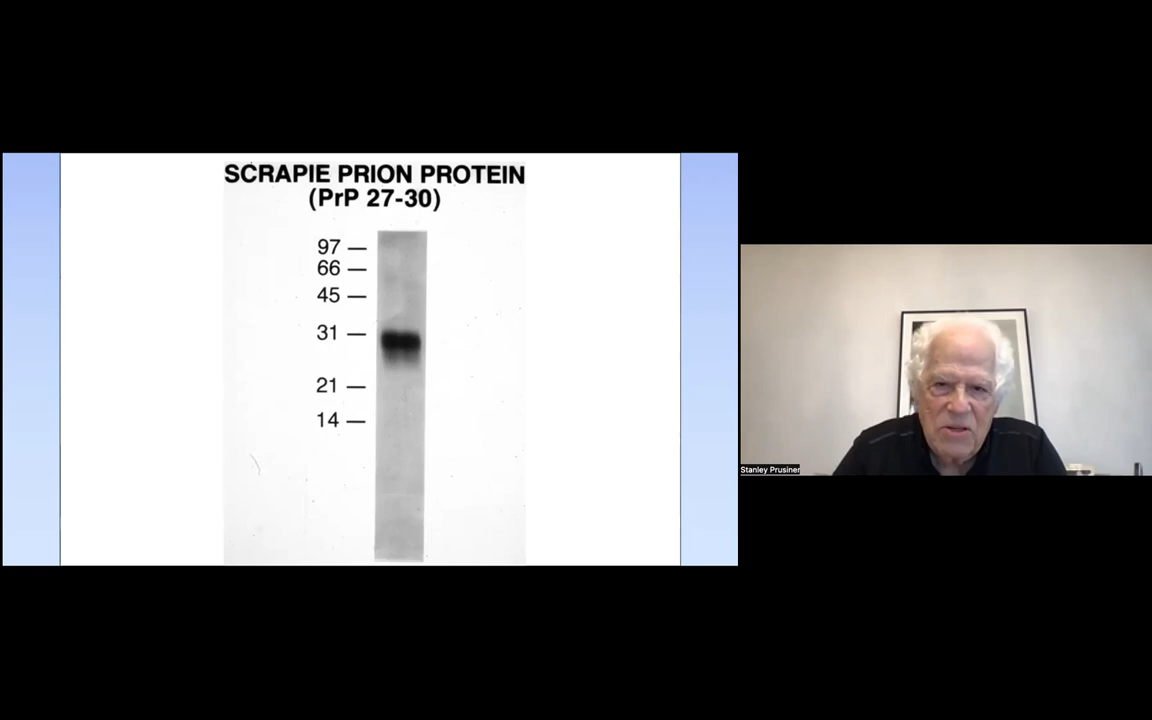 SCRAPIE PRION PROTEIN
(PrP 27-30)
97
66
45
31
21
14
Stanley Prusiner